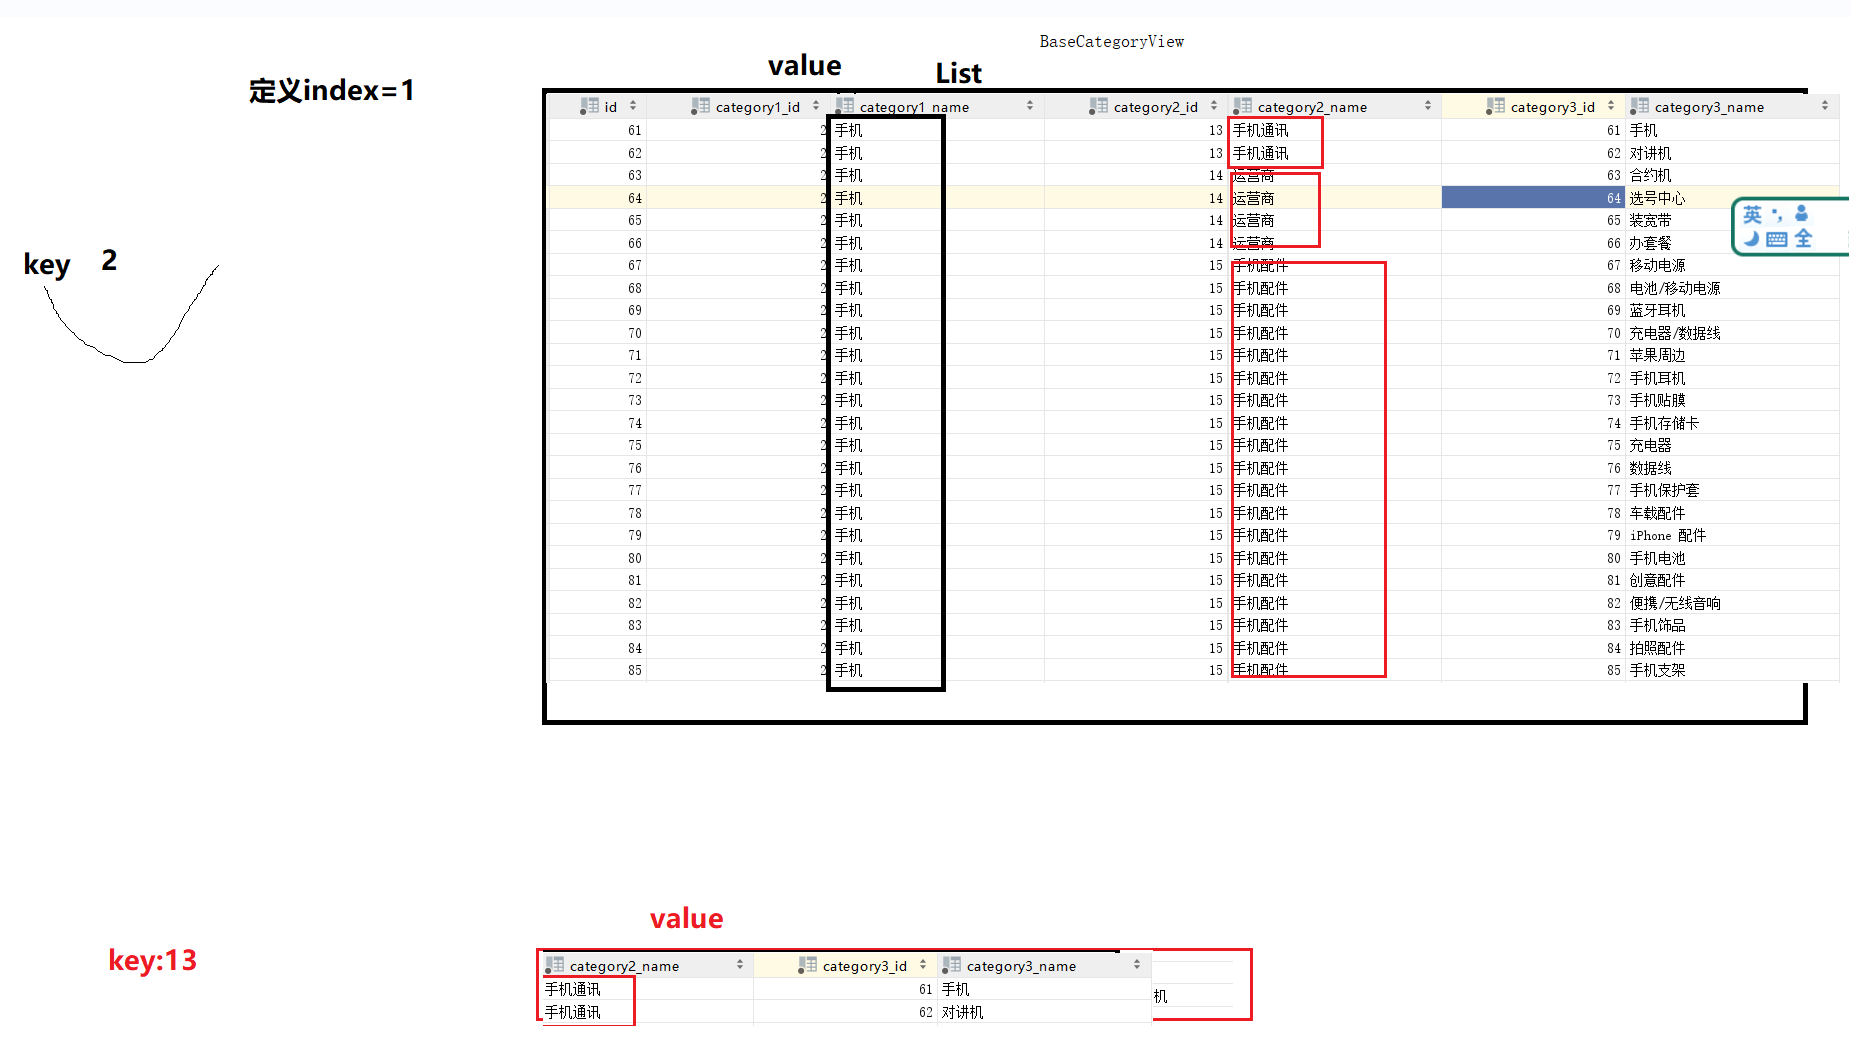 BaseCategoryView
value
List
定义index=1
id category1_id category1_name category2_id category2_name category3_id category3_name
61 2 手机 13 手机通讯 61 手机
62 2 手机 13 手机通讯 62 对讲机
63 2 手机 14 运营商 63 合约机
64 2 手机 14 运营商 64 选号中心
65 2 手机 14 运营商 65 装宽带
66 2 手机 14 运营商 66 办套餐
英 ·, 全
key 2
67 2 手机 15 手机配件 67 移动电源
68 2 手机 15 手机配件 68 电池/移动电源
69 2 手机 15 手机配件 69 蓝牙耳机
70 2 手机 15 手机配件 70 充电器/数据线
71 2 手机 15 手机配件 71 苹果周边
72 2 手机 15 手机配件 72 手机耳机
73 2 手机 15 手机配件 73 手机贴膜
74 2 手机 15 手机配件 74 手机存储卡
75 2 手机 15 手机配件 75 充电器
76 2 手机 15 手机配件 76 数据线
77 2 手机 15 手机配件 77 手机保护套
78 2 手机 15 手机配件 78 车载配件
79 2 手机 15 手机配件 79 iPhone 配件
80 2 手机 15 手机配件 80 手机电池
81 2 手机 15 手机配件 81 创意配件
82 2 手机 15 手机配件 82 便携/无线音响
83 2 手机 15 手机配件 83 手机饰品
84 2 手机 15 手机配件 84 拍照配件
85 2 手机 15 手机配件 85 手机支架
value
key:13
category2_name category3_id category3_name
手机通讯 61 手机
机
手机通讯 62 对讲机